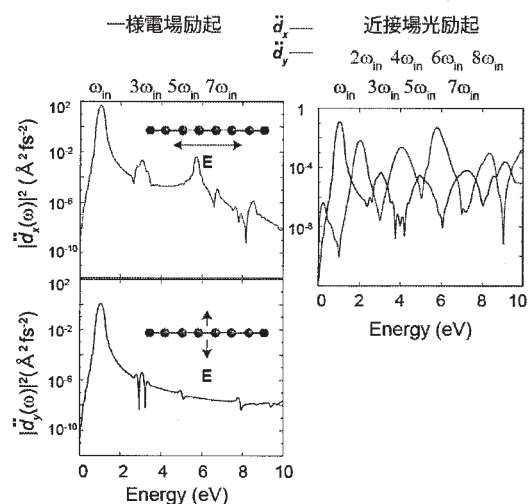 一様電場励起
d̈x
d̈y
近接場光励起
2ωin 4ωin 6ωin 8ωin
ωin 3ωin 5ωin 7ωin
ωin 3ωin 5ωin 7ωin
10²
10⁻²
10⁻⁶
10⁻¹⁰
|d̈x(ω)|² (Å² fs⁻²)
E
1
10⁻⁴
10⁻⁸
0 2 4 6 8 10
Energy (eV)
10²
10⁻²
10⁻⁶
10⁻¹⁰
|d̈y(ω)|² (Å² fs⁻²)
E
0 2 4 6 8 10
Energy (eV)